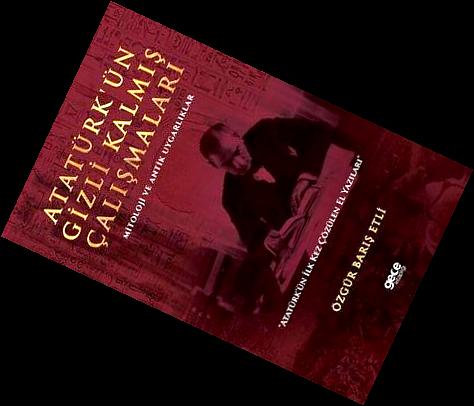 ATATÜRK'ÜN
GİZLİ KALMIŞ
ÇALIŞMALARI
MİTOLOJİ VE ANTİK UYGARLIKLAR
"ATATÜRK'ÜN İLK KEZ ÇÖZÜLEN EL YAZILARI"
ÖZGÜR BARIŞ ETLİ
gece